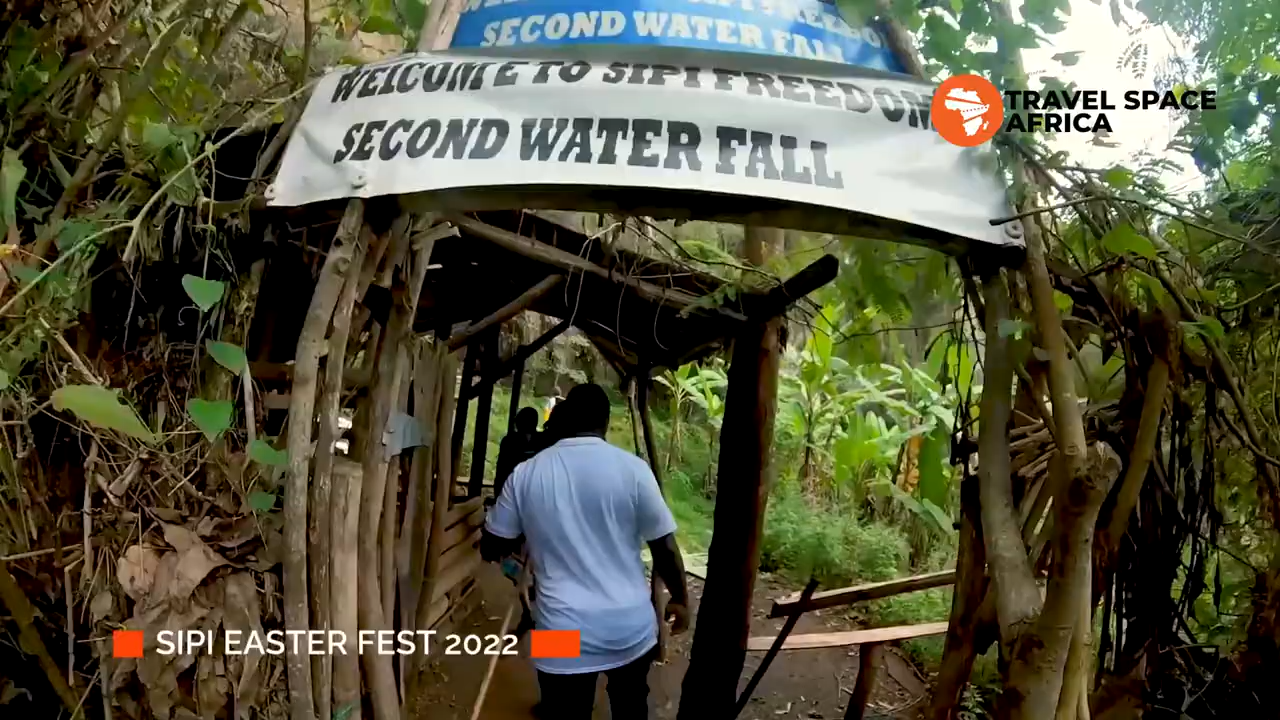 SECOND WATER FALL
WELCOME TO SIPI FREEDOM
SECOND WATER FALL
TRAVEL SPACE
AFRICA
SIPI EASTER FEST 2022